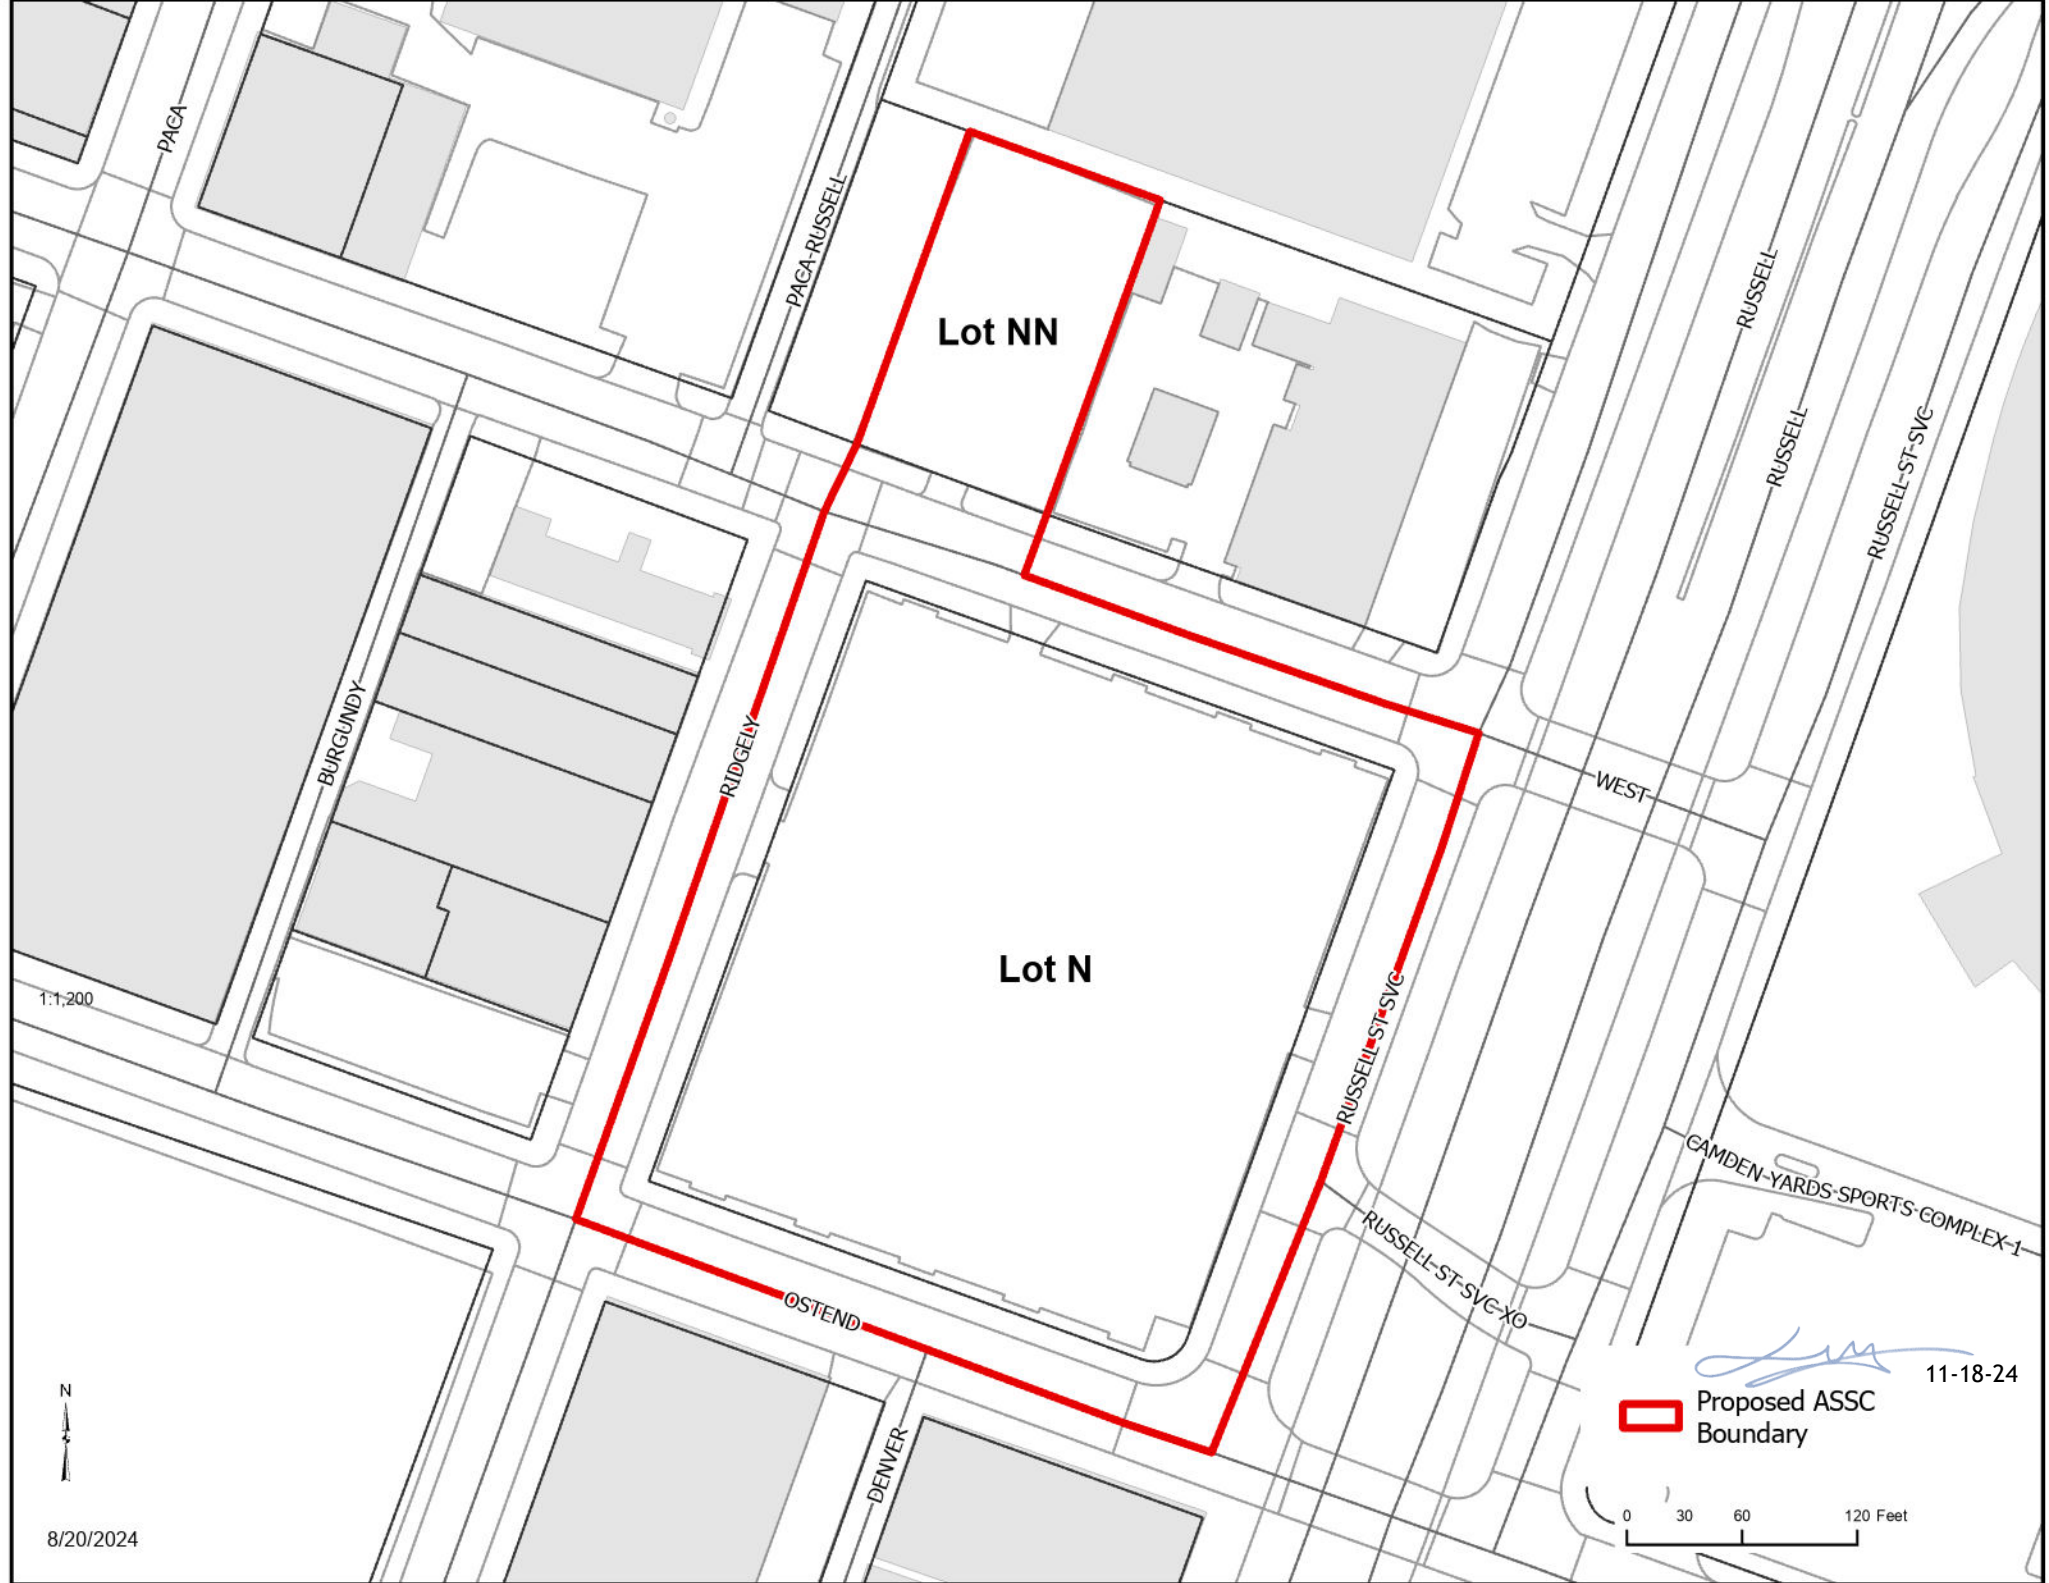 PACA
PACA-RUSSELL
RUSSELL
Lot NN
RUSSELL
RUSSELL-ST-SVC
BURGUNDY
RIDGELY
WEST
Lot N
1:1,200
RUSSELL-ST-SVC
CAMDEN-YARDS-SPORTS-COMPLEX-1
RUSSELL-ST-SVC-XO
OSTEND
11-18-24
Proposed ASSC
Boundary
N
DENVER
0 30 60 120 Feet
8/20/2024